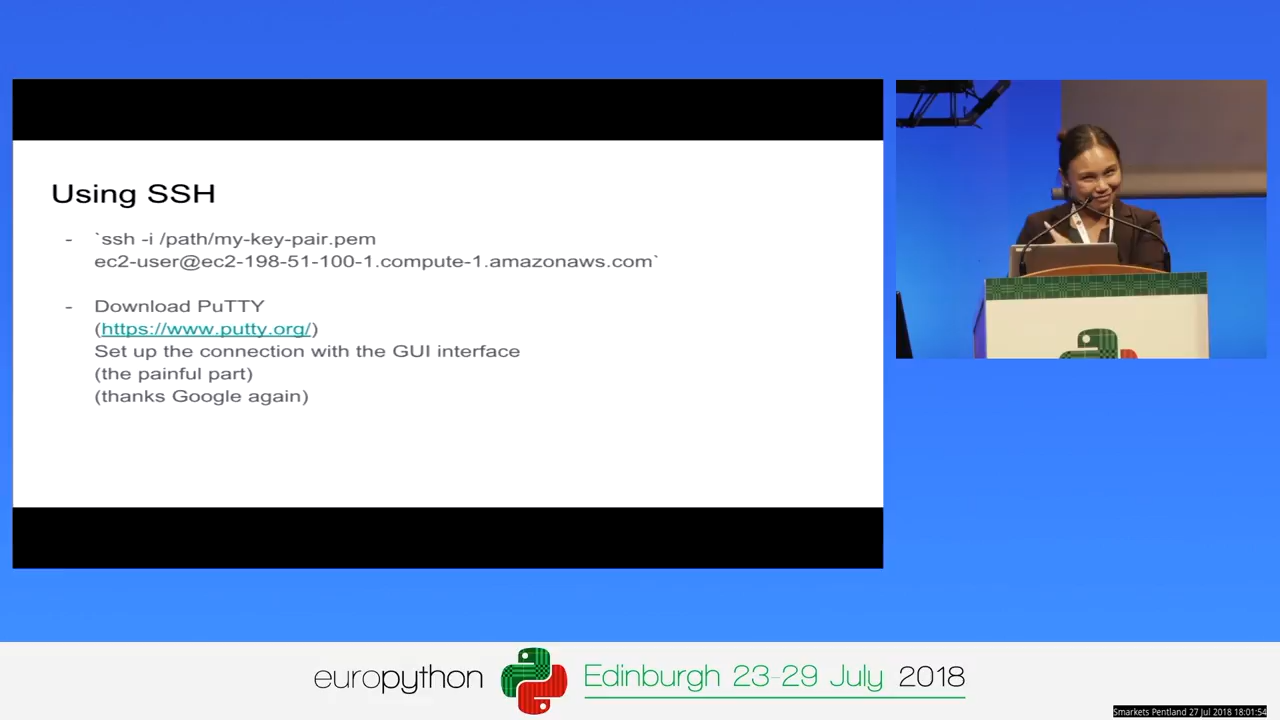 Using SSH
- `ssh -i /path/my-key-pair.pem
ec2-user@ec2-198-51-100-1.compute-1.amazonaws.com`
- Download PuTTY
(https://www.putty.org/)
Set up the connection with the GUI interface
(the painful part)
(thanks Google again)
europython
Edinburgh 23-29 July 2018
Smarkets Pentland 27 Jul 2018 18:01:54